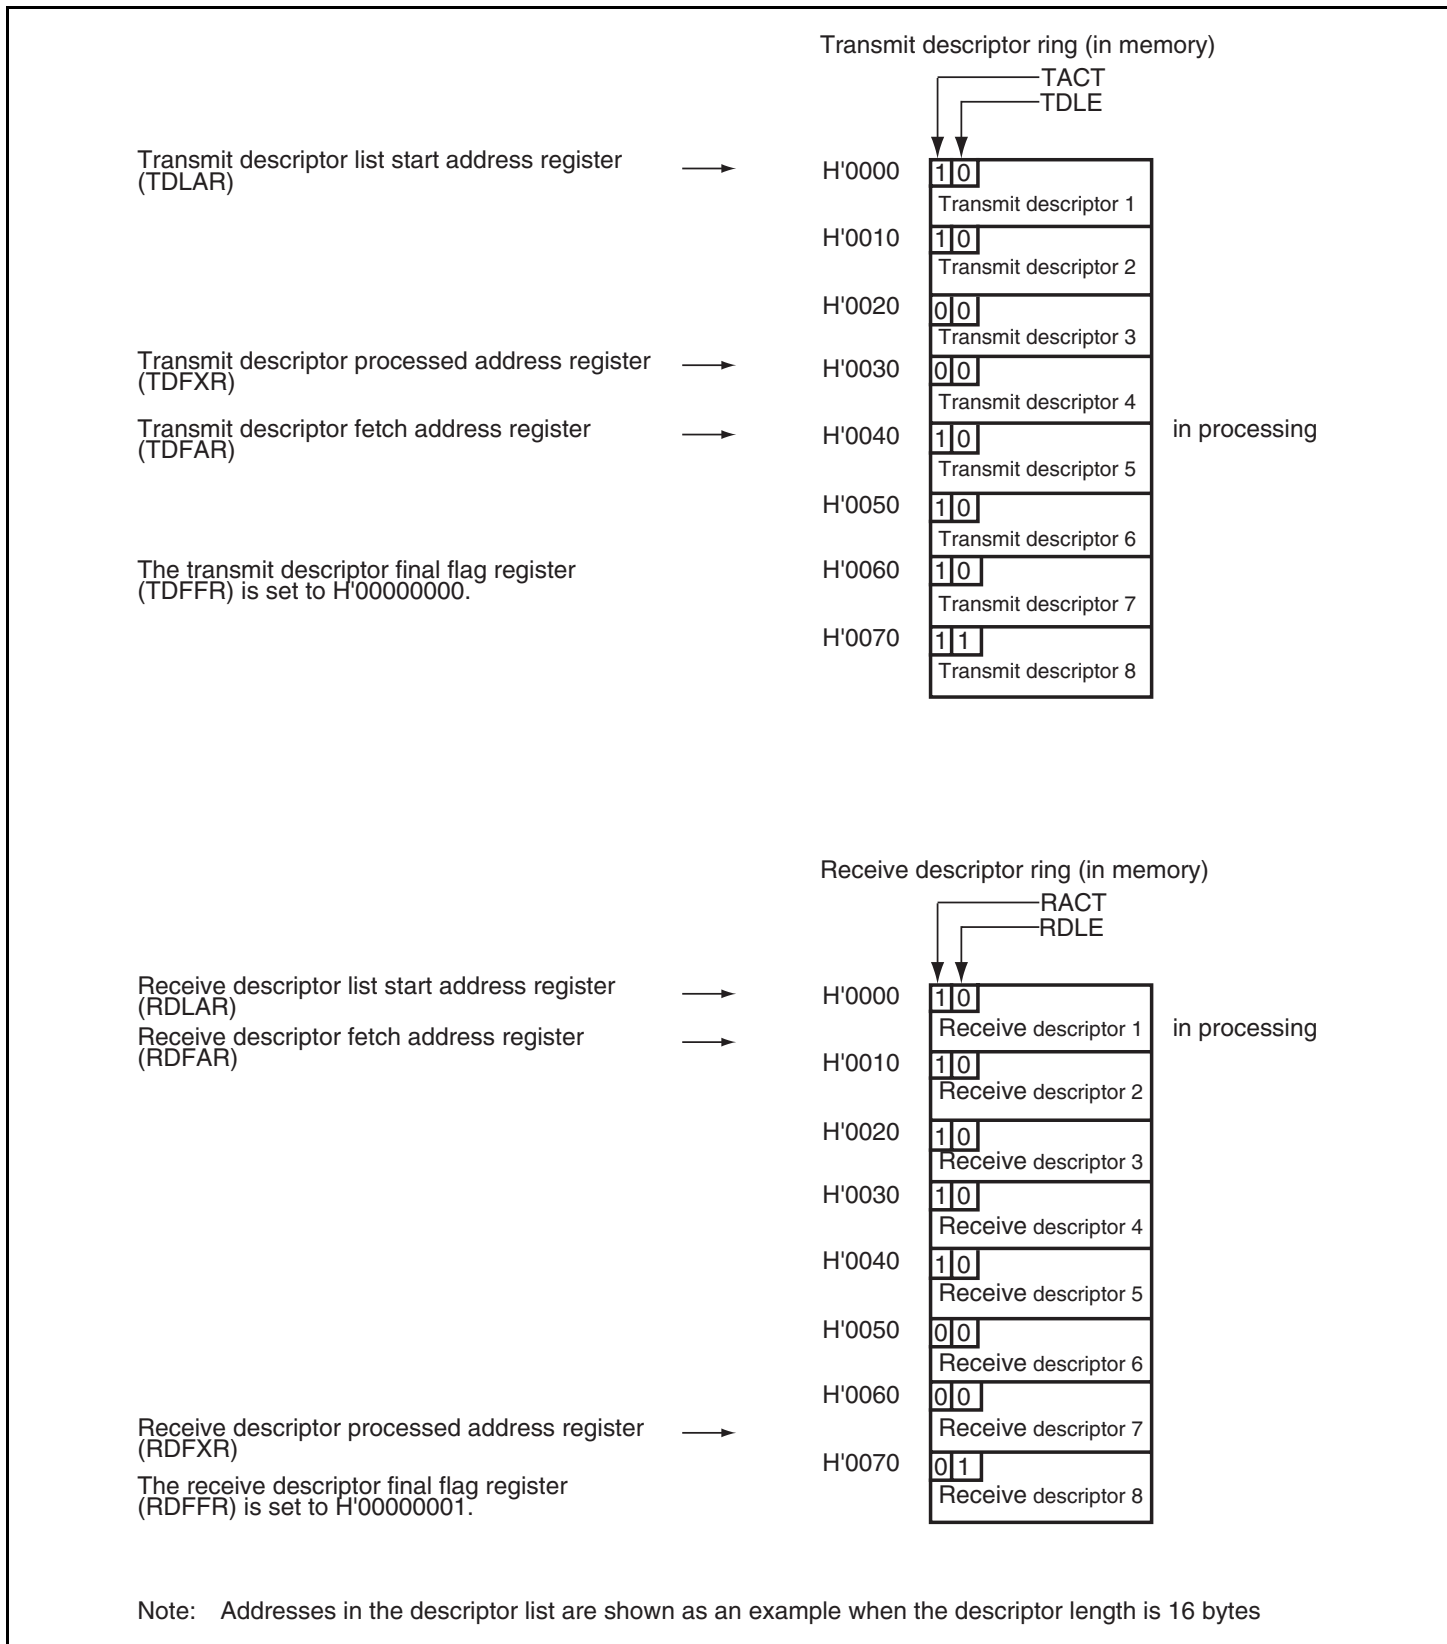 Transmit descriptor ring (in memory)
TACT
TDLE
Transmit descriptor list start address register
(TDLAR)
H'0000
1 0
Transmit descriptor 1
H'0010
1 0
Transmit descriptor 2
H'0020
0 0
Transmit descriptor 3
Transmit descriptor processed address register
(TDFXR)
H'0030
0 0
Transmit descriptor 4
Transmit descriptor fetch address register
(TDFAR)
H'0040
1 0
Transmit descriptor 5
in processing
H'0050
1 0
Transmit descriptor 6
The transmit descriptor final flag register
(TDFFR) is set to H'00000000.
H'0060
1 0
Transmit descriptor 7
H'0070
1 1
Transmit descriptor 8
Receive descriptor ring (in memory)
RACT
RDLE
Receive descriptor list start address register
(RDLAR)
H'0000
1 0
Receive descriptor 1
in processing
Receive descriptor fetch address register
(RDFAR)
H'0010
1 0
Receive descriptor 2
H'0020
1 0
Receive descriptor 3
H'0030
1 0
Receive descriptor 4
H'0040
1 0
Receive descriptor 5
H'0050
0 0
Receive descriptor 6
H'0060
0 0
Receive descriptor 7
Receive descriptor processed address register
(RDFXR)
H'0070
0 1
Receive descriptor 8
The receive descriptor final flag register
(RDFFR) is set to H'00000001.
Note: Addresses in the descriptor list are shown as an example when the descriptor length is 16 bytes